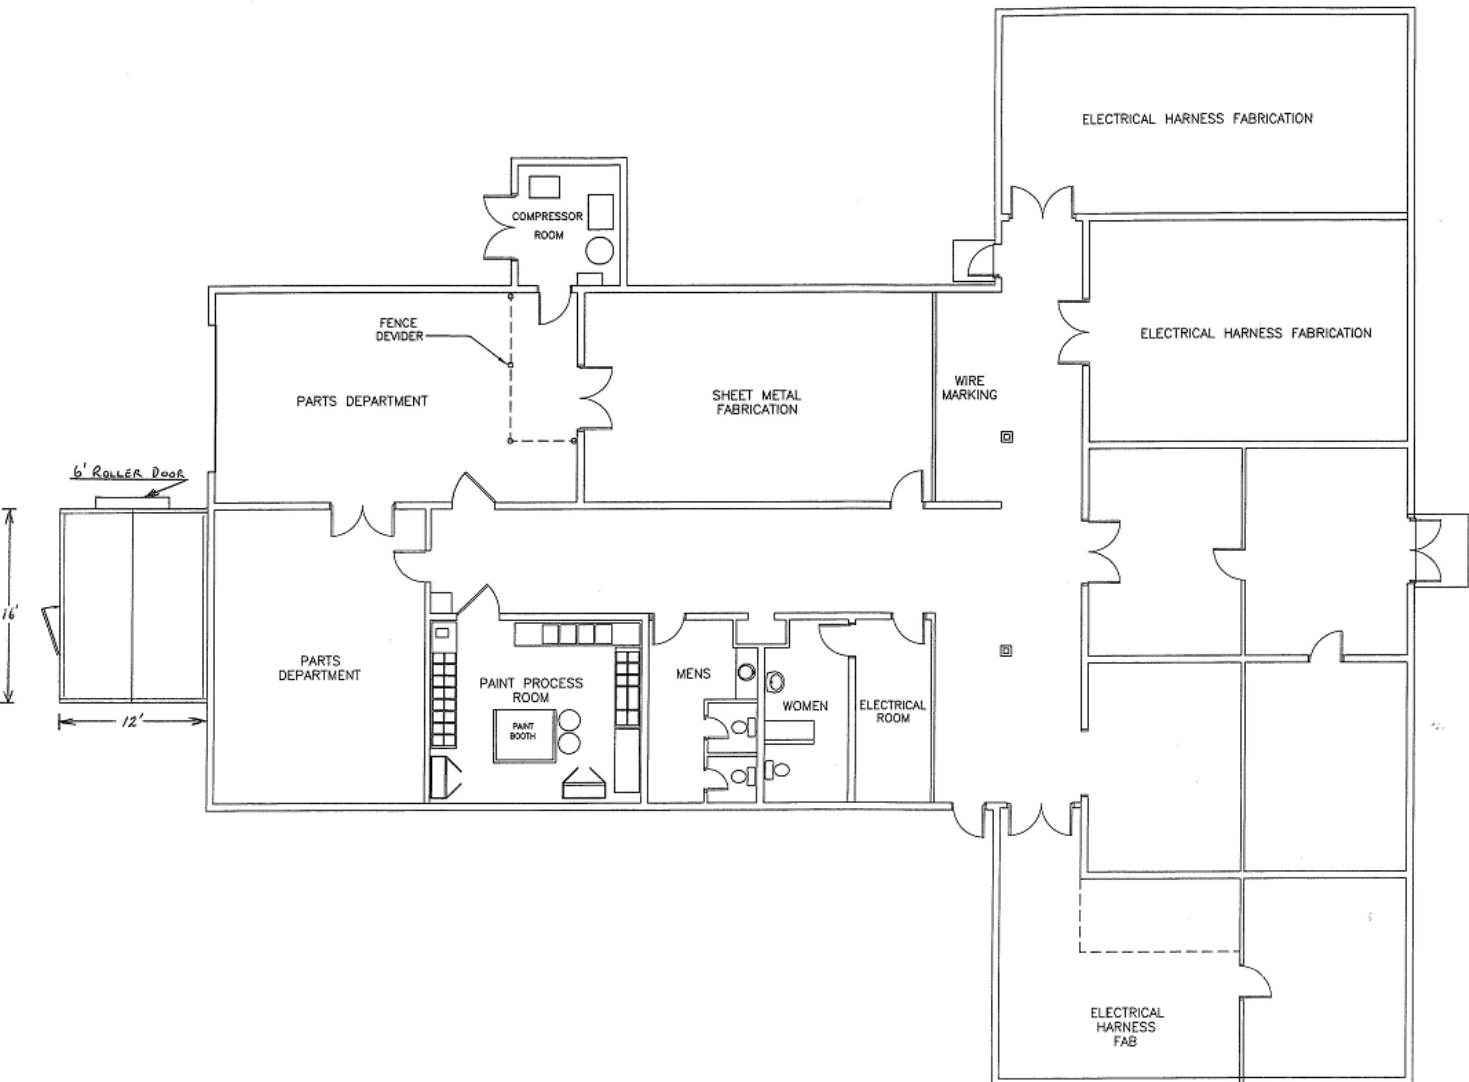 ELECTRICAL HARNESS FABRICATION
COMPRESSOR
ROOM
FENCE
DEVIDER
ELECTRICAL HARNESS FABRICATION
WIRE
MARKING
PARTS DEPARTMENT
SHEET METAL
FABRICATION
6' ROLLER DOOR
16'
PARTS
DEPARTMENT
PAINT PROCESS
ROOM
PAINT
BOOTH
MENS
WOMEN
ELECTRICAL
ROOM
12'
ELECTRICAL
HARNESS
FAB